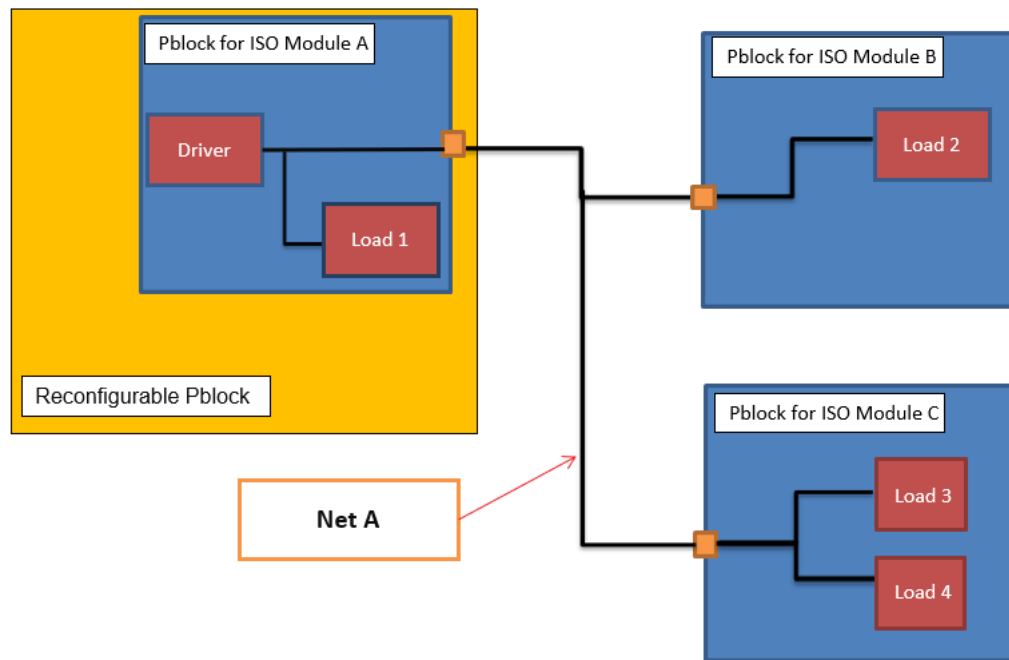 Pblock for ISO Module A
Driver
Load 1
Reconfigurable Pblock
Pblock for ISO Module B
Load 2
Net A
Pblock for ISO Module C
Load 3
Load 4